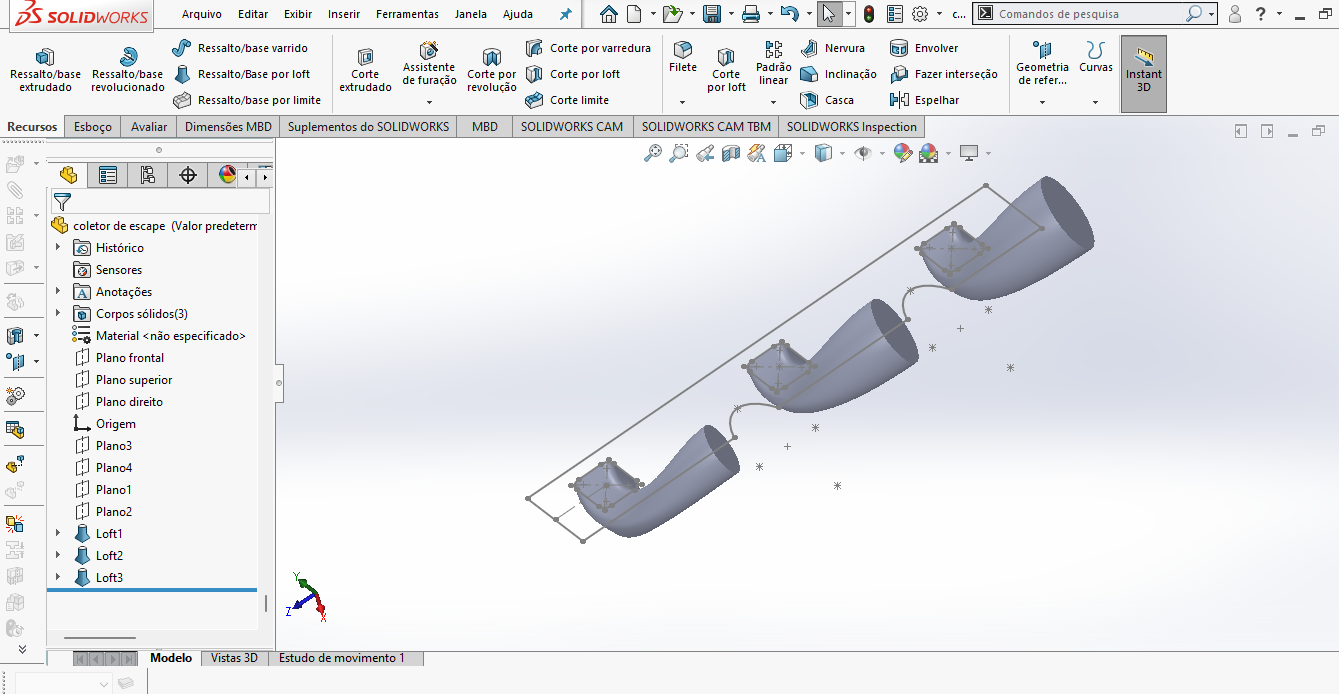 SOLIDWORKS
Arquivo Editar Exibir Inserir Ferramentas Janela Ajuda
c...
Comandos de pesquisa
?
Ressalto/base extrudado
Ressalto/base revolucionado
Ressalto/base varrido
Ressalto/Base por loft
Ressalto/base por limite
Corte extrudado
Assistente de furação
Corte por revolução
Corte por varredura
Corte por loft
Corte limite
Filete
Corte por loft
Padrão linear
Nervura
Inclinação
Casca
Envolver
Fazer interseção
Espelhar
Geometria de refer...
Curvas
Instant 3D
Recursos Esboço Avaliar Dimensões MBD Suplementos do SOLIDWORKS MBD SOLIDWORKS CAM SOLIDWORKS CAM TBM SOLIDWORKS Inspection
coletor de escape (Valor predeterm
Histórico
Sensores
A Anotações
Corpos sólidos(3)
Material <não especificado>
Plano frontal
Plano superior
Plano direito
Origem
Plano3
Plano4
Plano1
Plano2
Loft1
Loft2
Loft3
Y
Z
X
Modelo Vistas 3D Estudo de movimento 1